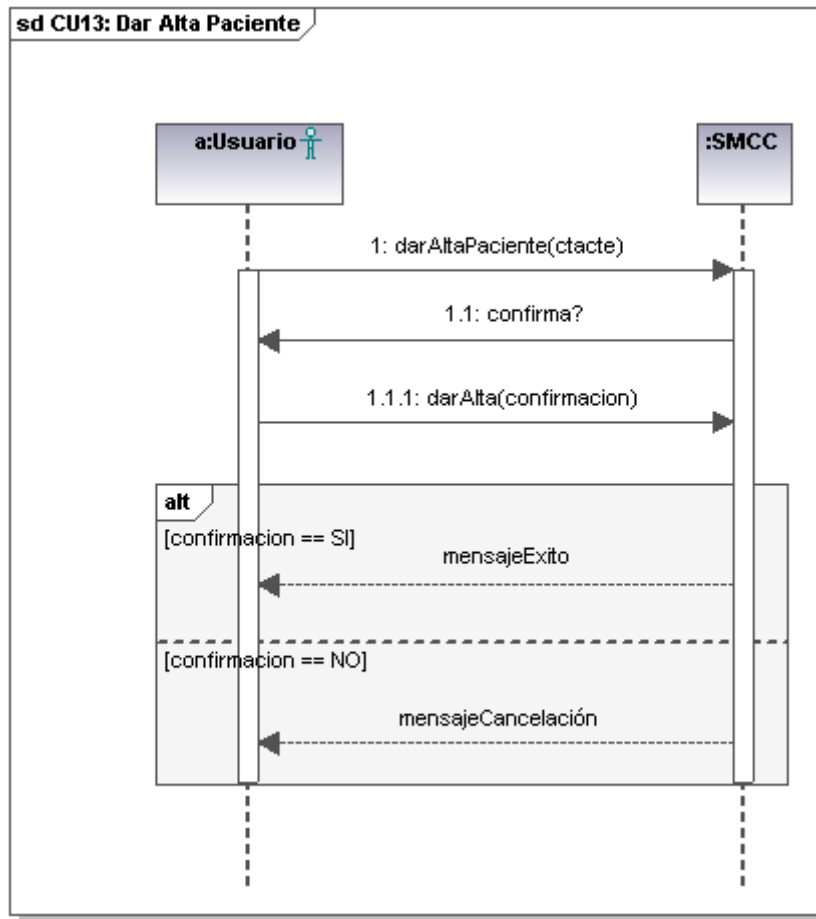 sd CU13: Dar Alta Paciente
a:Usuario
:SMCC
1: darAltaPaciente(ctacte)
1.1: confirma?
1.1.1: darAlta(confirmacion)
alt
[confirmacion == SI]
mensajeExito
[confirmacion == NO]
mensajeCancelación